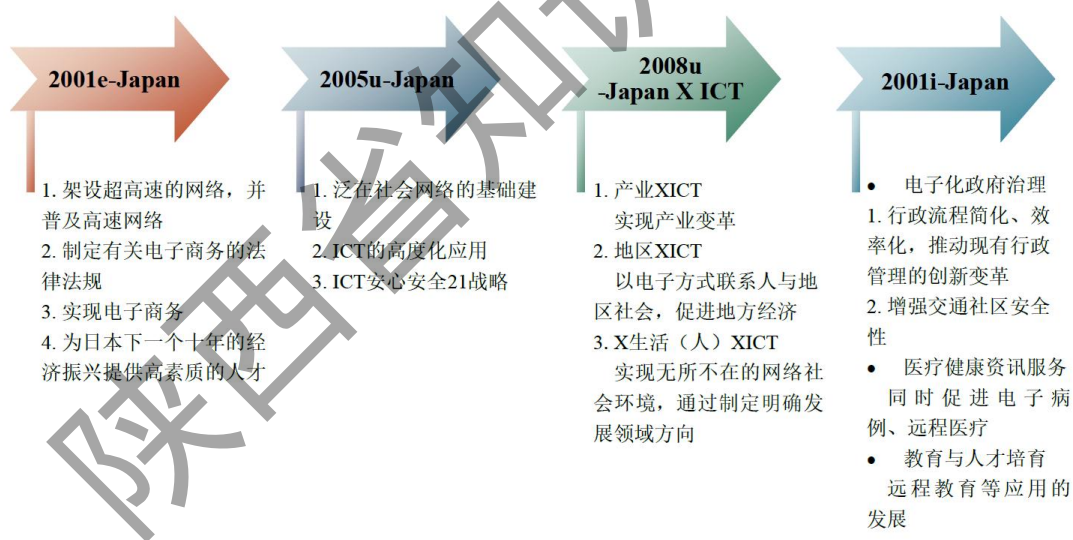 2001e-Japan
1. 架设超高速的网络，并
普及高速网络
2. 制定有关电子商务的法
律法规
3. 实现电子商务
4. 为日本下一个十年的经
济振兴提供高素质的人才
2005u-Japan
1. 泛在社会网络的基础建
设
2. ICT的高度化应用
3. ICT安心安全21战略
2008u
-Japan X ICT
1. 产业XICT
实现产业变革
2. 地区XICT
以电子方式联系人与地
区社会，促进地方经济
3. X生活（人）XICT
实现无所不在的网络社
会环境，通过制定明确发
展领域方向
2001i-Japan
• 电子化政府治理
1. 行政流程简化、效
率化，推动现有行政
管理的创新变革
2. 增强交通社区安全
性
• 医疗健康资讯服务
同时促进电子病
例、远程医疗
• 教育与人才培育
远程教育等应用的
发展
陕西省知识